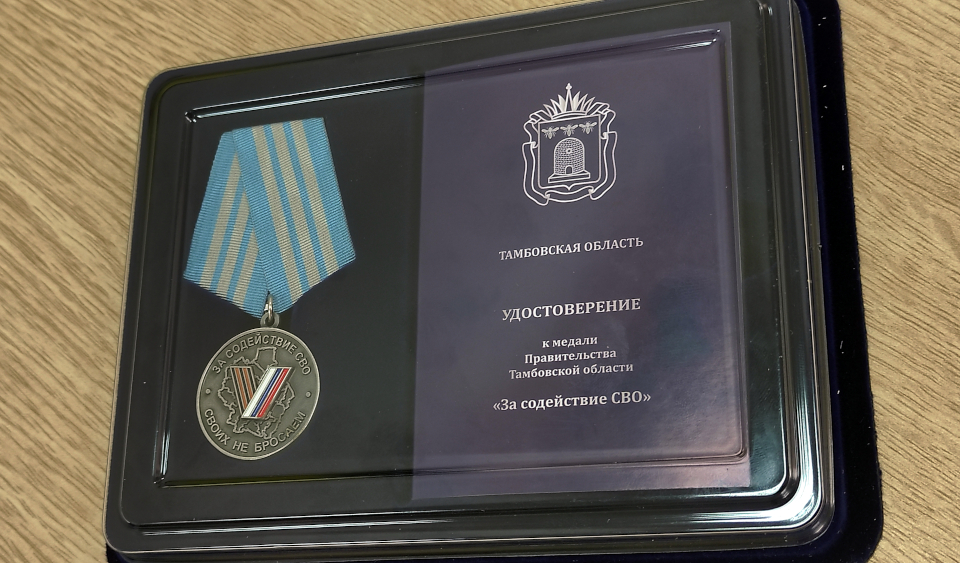 ЗА СОДЕЙСТВИЕ СВО
СВОИХ НЕ БРОСАЕМ
ТАМБОВСКАЯ ОБЛАСТЬ
УДОСТОВЕРЕНИЕ
к медали
Правительства
Тамбовской области
«За содействие СВО»